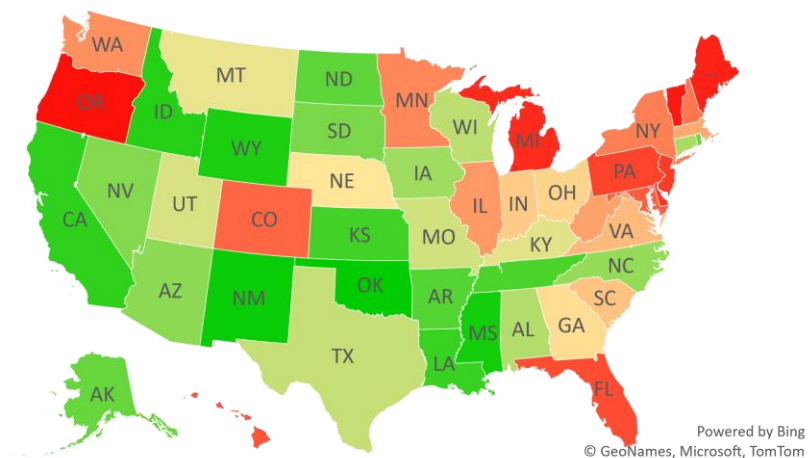 WA
MT
ND
MN
OR
ID
WY
SD
WI
MI
NY
NV
UT
CO
NE
IA
IL
IN
OH
PA
CA
KS
MO
KY
VA
AZ
NM
OK
AR
NC
SC
TX
LA
MS
AL
GA
AK
FL
Powered by Bing
© GeoNames, Microsoft, TomTom